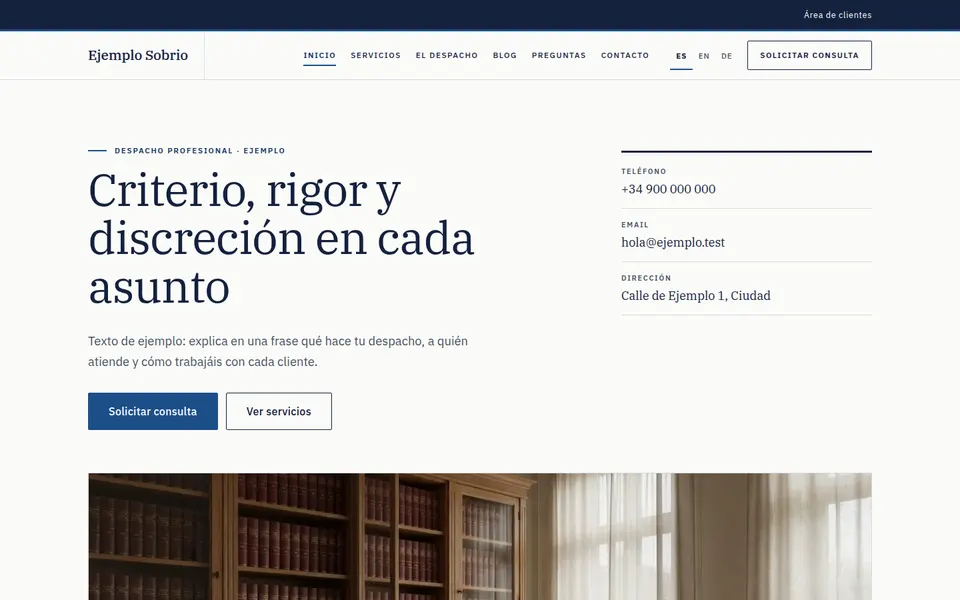 Área de clientes
Ejemplo Sobrio
INICIO SERVICIOS EL DESPACHO BLOG PREGUNTAS CONTACTO ES EN DE SOLICITAR CONSULTA
DESPACHO PROFESIONAL · EJEMPLO
Criterio, rigor y
discreción en cada
asunto
Texto de ejemplo: explica en una frase qué hace tu despacho, a quién
atiende y cómo trabajáis con cada cliente.
Solicitar consulta Ver servicios
TELÉFONO
+34 900 000 000
EMAIL
hola@ejemplo.test
DIRECCIÓN
Calle de Ejemplo 1, Ciudad